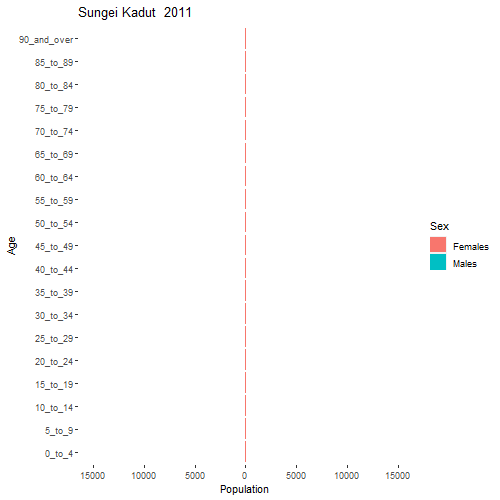 Sungei Kadut  2011
90_and_over
85_to_89
80_to_84
75_to_79
70_to_74
65_to_69
60_to_64
55_to_59
50_to_54
45_to_49
40_to_44
35_to_39
30_to_34
25_to_29
20_to_24
15_to_19
10_to_14
5_to_9
0_to_4
Age
15000 10000 5000 0 5000 10000 15000
Population
Sex
Females
Males